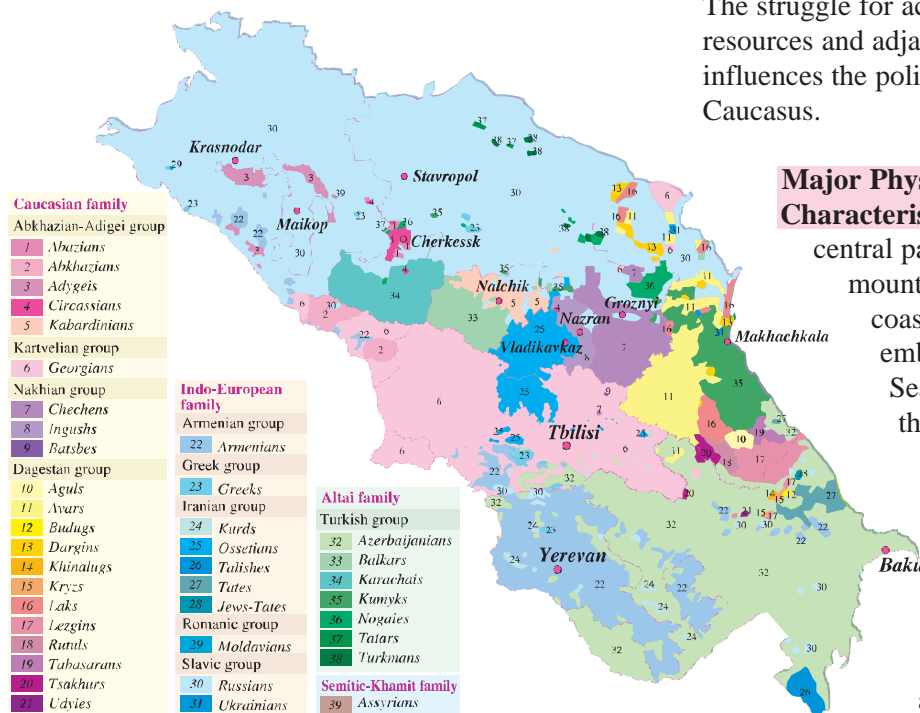 The struggle for ac
resources and adja
influences the poli
Caucasus.
Major Phys
Characteris
central pa
mount
coas
emb
Sea
th
Krasnodar
Stavropol
Maikop
Cherkessk
Nalchik
Nazran
Groznyi
Vladikavkaz
Makhachkala
Tbilisi
Yerevan
Baku
Caucasian family
Abkhazian-Adigei group
1 Abazians
2 Abkhazians
3 Adygeis
4 Circassians
5 Kabardinians
Kartvelian group
6 Georgians
Nakhian group
7 Chechens
8 Ingushs
9 Batsbes
Dagestan group
10 Aguls
11 Avars
12 Budugs
13 Dargins
14 Khinalugs
15 Kryzs
16 Laks
17 Lezgins
18 Rutuls
19 Tabasarans
20 Tsakhurs
21 Udyies
Indo-European
family
Armenian group
22 Armenians
Greek group
23 Greeks
Iranian group
24 Kurds
25 Ossetians
26 Talishes
27 Tates
28 Jews-Tates
Romanic group
29 Moldavians
Slavic group
30 Russians
31 Ukrainians
Altai family
Turkish group
32 Azerbaijanians
33 Balkars
34 Karachais
35 Kumyks
36 Nogaies
37 Tatars
38 Turkmans
Semitic-Khamit family
39 Assyrians